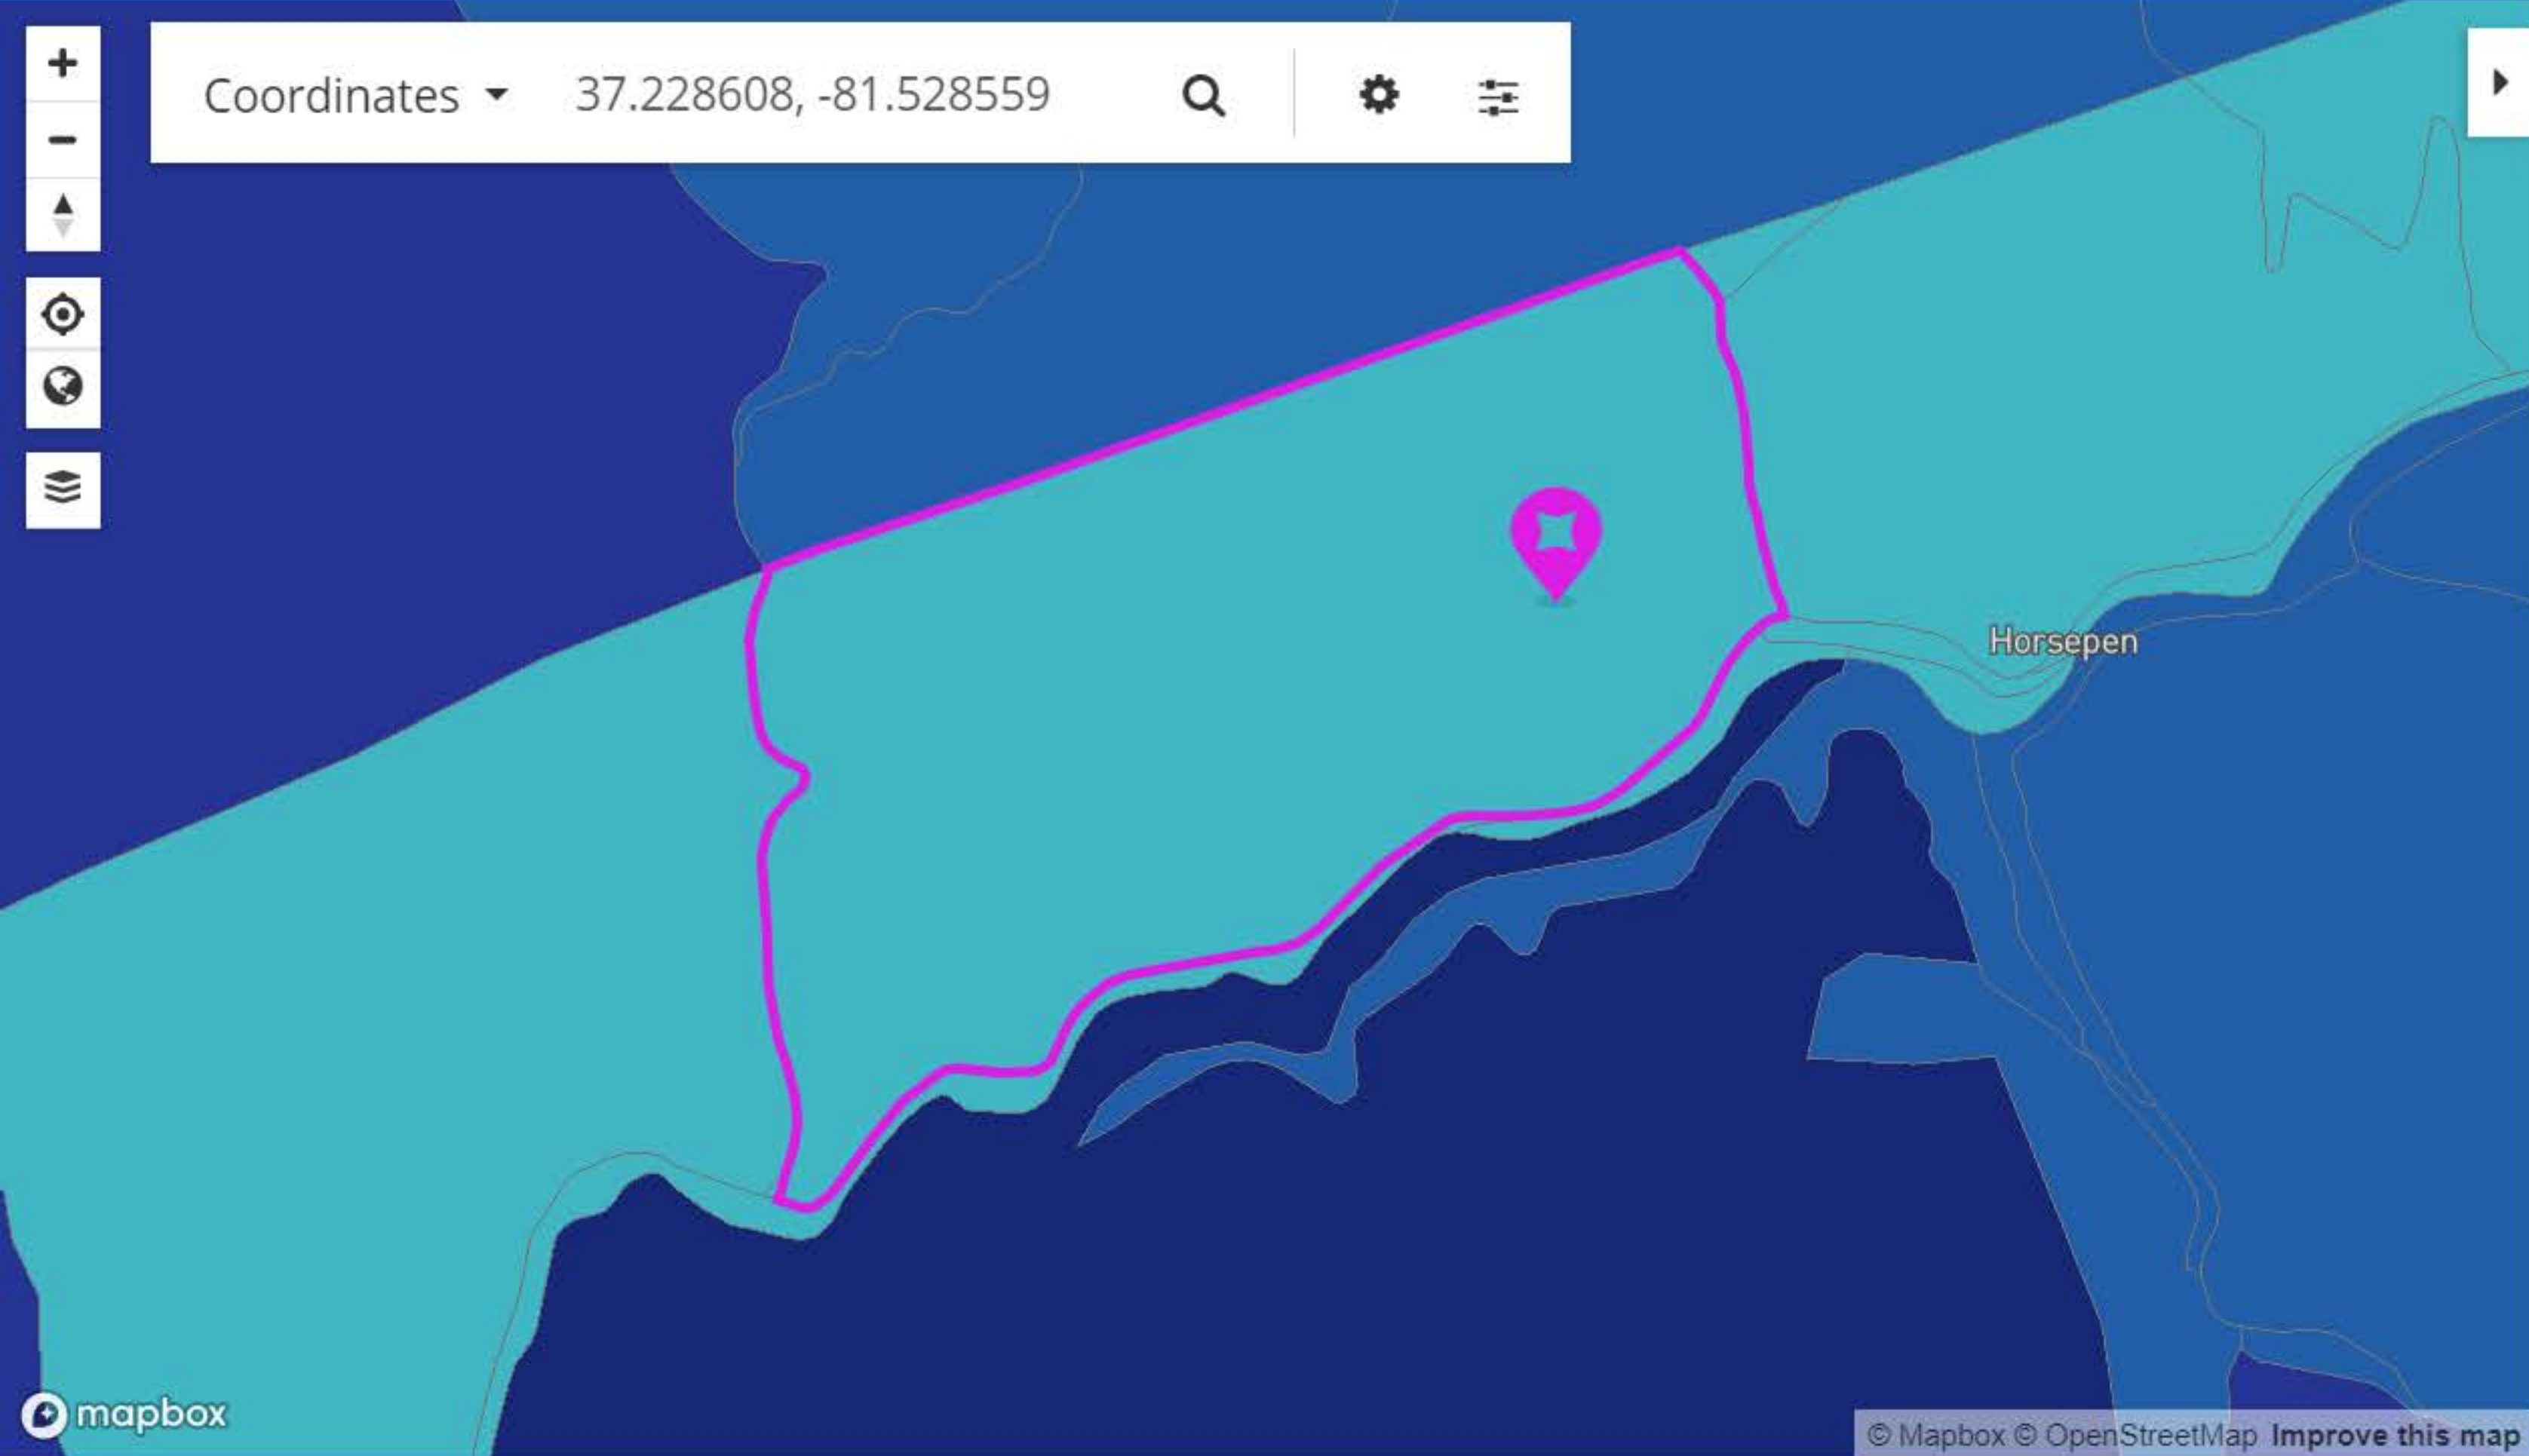 Coordinates 37.228608, -81.528559
Horsepen
mapbox
© Mapbox © OpenStreetMap Improve this map